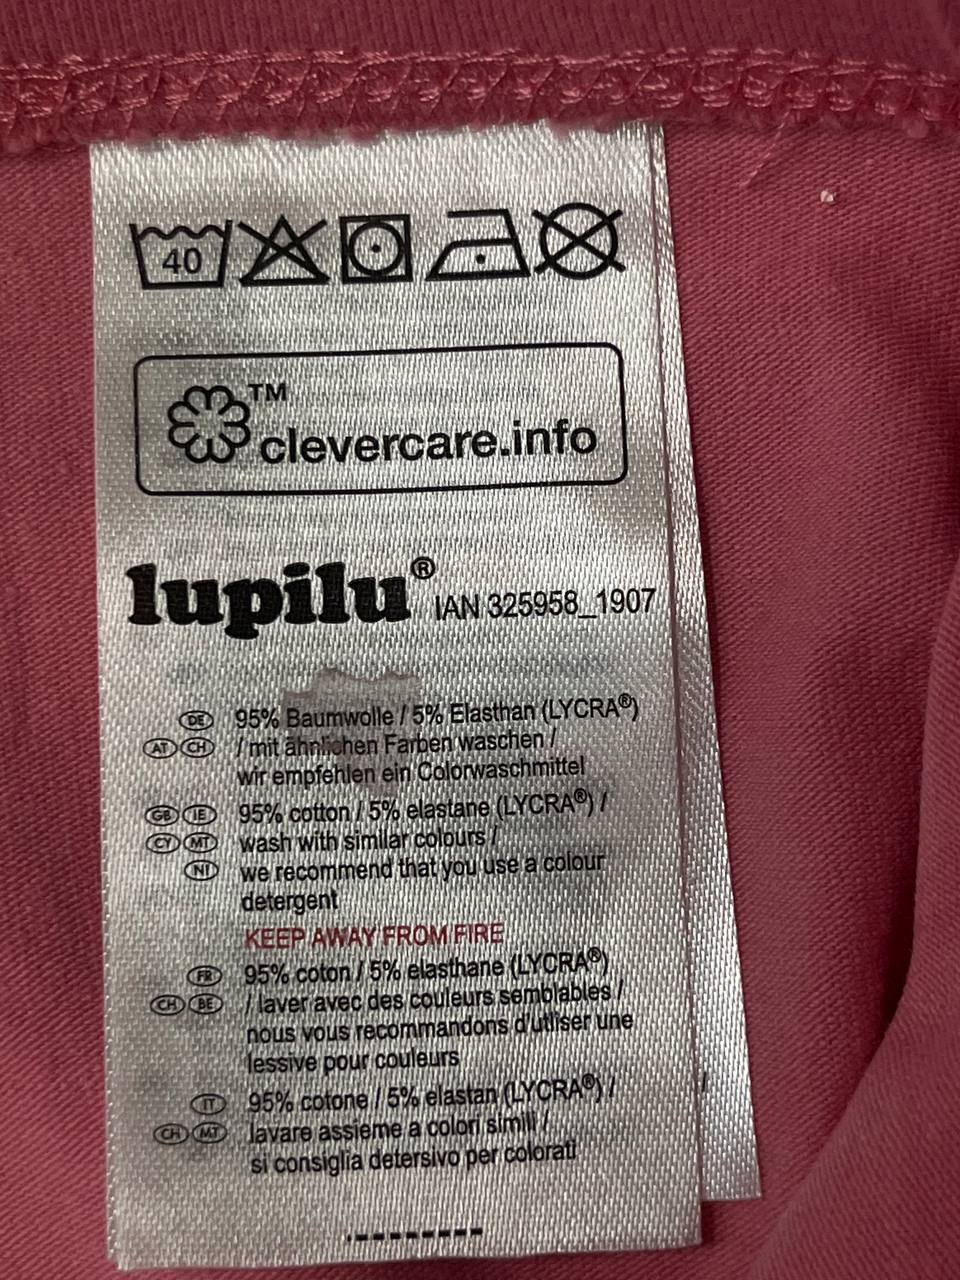 40
TM
clevercare.info
lupilu® IAN 325958_1907
DE 95% Baumwolle / 5% Elasthan (LYCRA®)
AT CH / mit ähnlichen Farben waschen /
wir empfehlen ein Colorwaschmittel
GB IE 95% cotton / 5% elastane (LYCRA®) /
CY MT wash with similar colours /
NI we recommend that you use a colour
detergent
KEEP AWAY FROM FIRE
FR 95% coton / 5% elasthane (LYCRA®)
CH BE / laver avec des couleurs semblables /
nous vous recommandons d'utiliser une
lessive pour couleurs
IT 95% cotone / 5% elastan (LYCRA®) /
CH MT lavare assieme a colori simili /
si consiglia detersivo per colorati